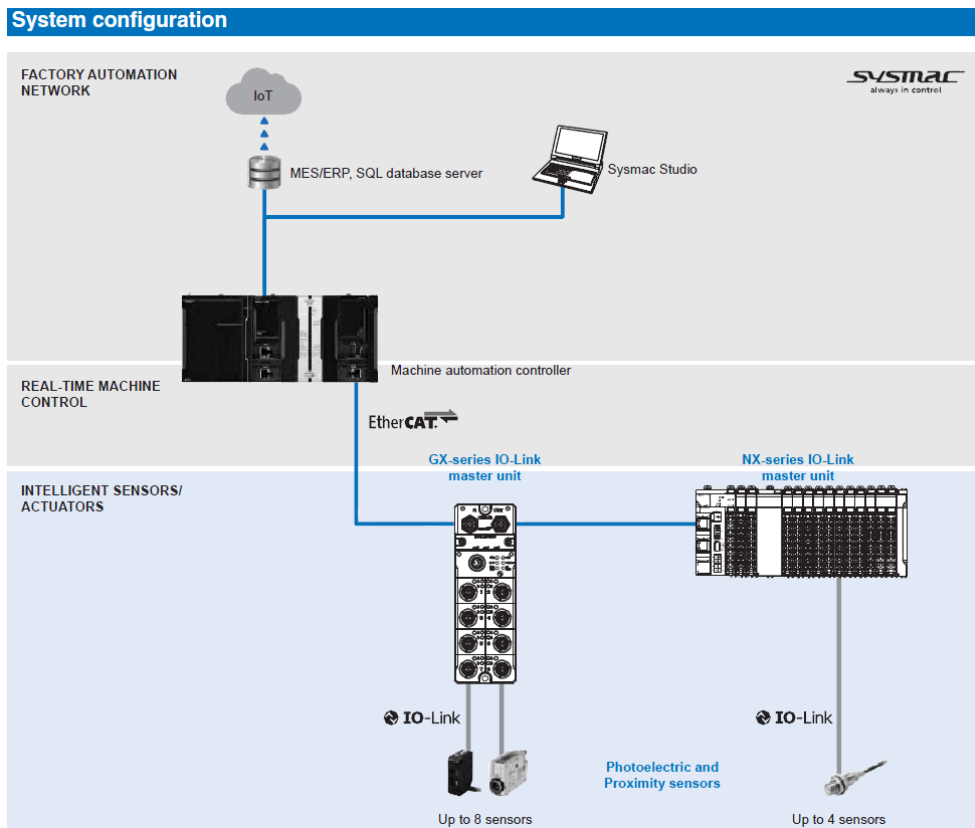 System configuration
FACTORY AUTOMATION
NETWORK
sysmac
always in control
IoT
MES/ERP, SQL database server
Sysmac Studio
Machine automation controller
REAL-TIME MACHINE
CONTROL
EtherCAT.
GX-series IO-Link
master unit
NX-series IO-Link
master unit
INTELLIGENT SENSORS/
ACTUATORS
IO-Link
IO-Link
Photoelectric and
Proximity sensors
Up to 8 sensors
Up to 4 sensors